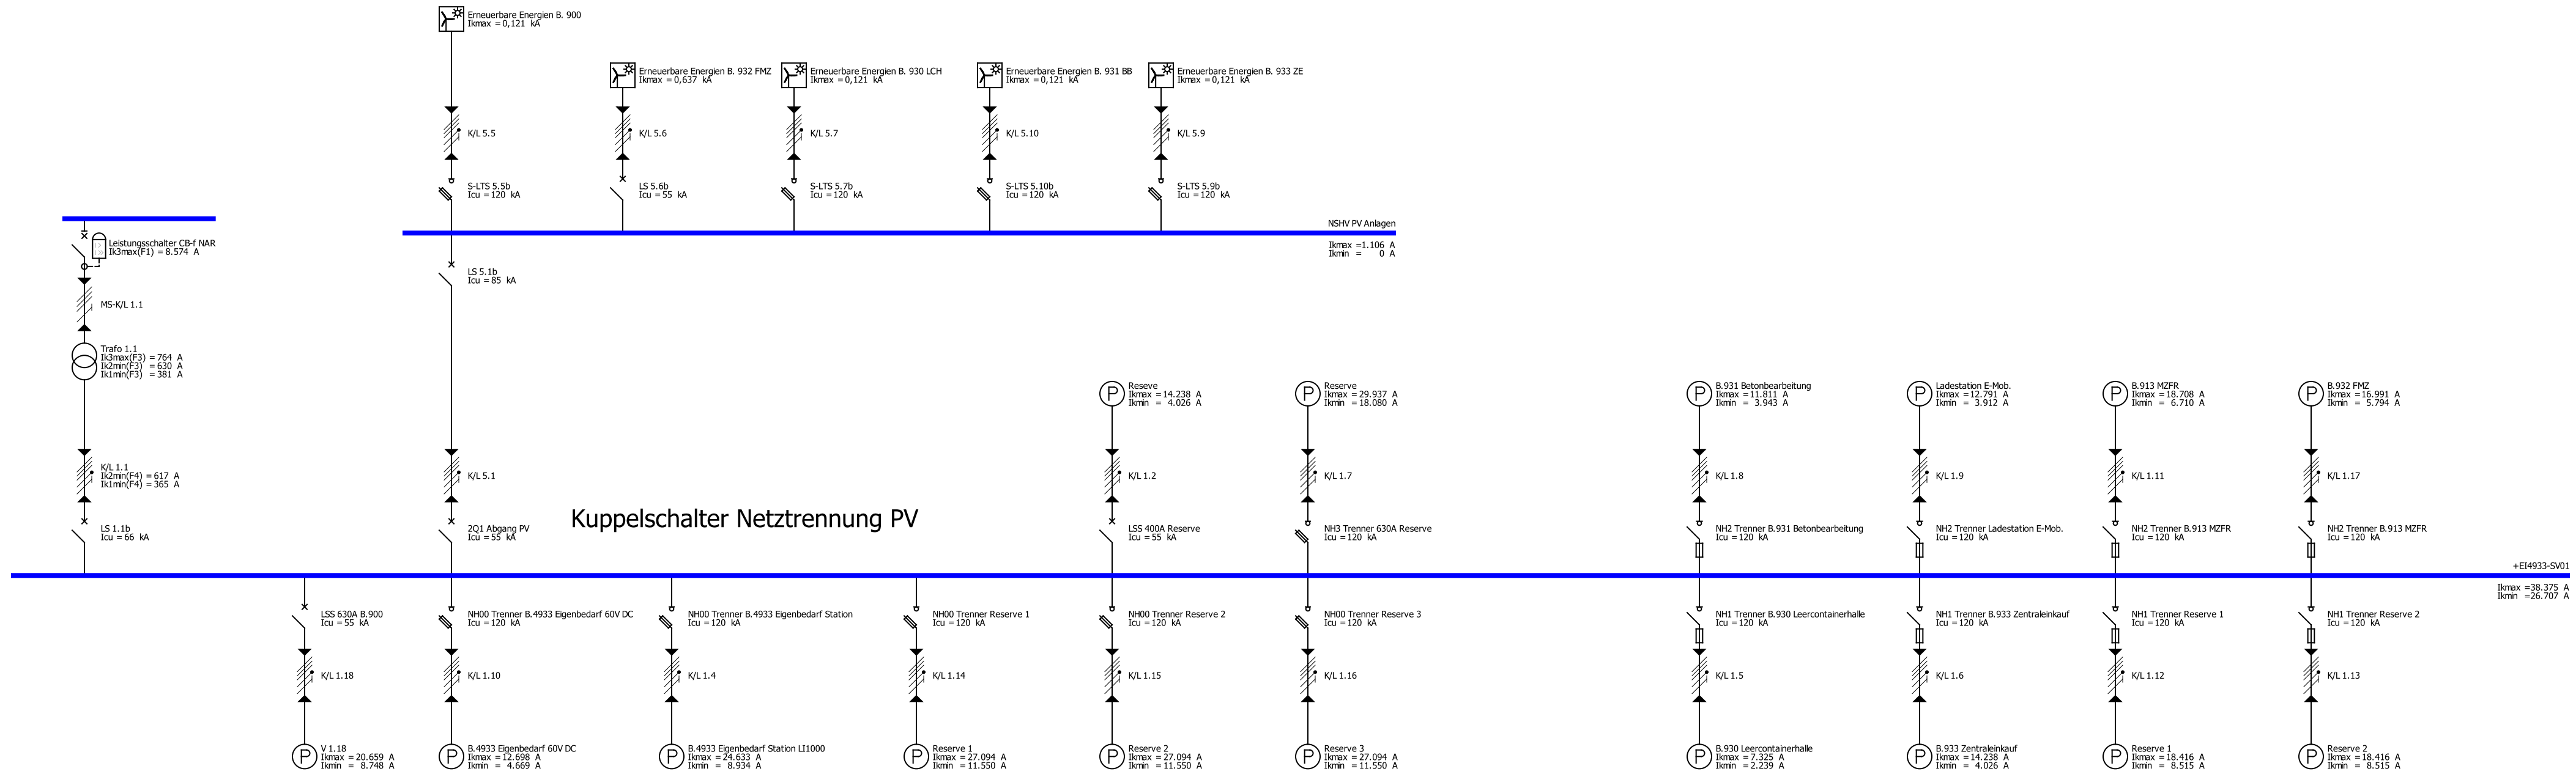 Erneuerbare Energien B. 900
Ikmax = 0,121 kA
Erneuerbare Energien B. 932 FMZ
Ikmax = 0,637 kA
Erneuerbare Energien B. 930 LCH
Ikmax = 0,121 kA
Erneuerbare Energien B. 931 BB
Ikmax = 0,121 kA
Erneuerbare Energien B. 933 ZE
Ikmax = 0,121 kA
K/L 5.5
K/L 5.6
K/L 5.7
K/L 5.10
K/L 5.9
S-LTS 5.5b
Icu = 120 kA
LS 5.6b
Icu = 55 kA
S-LTS 5.7b
Icu = 120 kA
S-LTS 5.10b
Icu = 120 kA
S-LTS 5.9b
Icu = 120 kA
NSHV PV Anlagen
Ikmax =1.106 A
Ikmin = 0 A
Leistungsschalter CB-f NAR
Ik3max(F1) = 8.574 A
LS 5.1b
Icu = 85 kA
MS-K/L 1.1
Trafo 1.1
Ik3max(F3) = 764 A
Ik2min(F3) = 630 A
Ik1min(F3) = 381 A
Reseve
Ikmax =14.238 A
Ikmin = 4.026 A
Reserve
Ikmax =29.937 A
Ikmin =18.080 A
B.931 Betonbearbeitung
Ikmax =11.811 A
Ikmin = 3.943 A
Ladestation E-Mob.
Ikmax =12.791 A
Ikmin = 3.912 A
B.913 MZFR
Ikmax =18.708 A
Ikmin = 6.710 A
B.932 FMZ
Ikmax =16.991 A
Ikmin = 5.794 A
K/L 1.1
Ik2min(F4) = 617 A
Ik1min(F4) = 365 A
K/L 5.1
K/L 1.2
K/L 1.7
K/L 1.8
K/L 1.9
K/L 1.11
K/L 1.17
LS 1.1b
Icu = 66 kA
2Q1 Abgang PV
Icu = 55 kA
Kuppelschalter Netztrennung PV
LSS 400A Reserve
Icu = 55 kA
NH3 Trenner 630A Reserve
Icu = 120 kA
NH2 Trenner B.931 Betonbearbeitung
Icu = 120 kA
NH2 Trenner Ladestation E-Mob.
Icu = 120 kA
NH2 Trenner B.913 MZFR
Icu = 120 kA
NH2 Trenner B.913 MZFR
Icu = 120 kA
+EI4933-SV01
Ikmax =38.375 A
Ikmin =26.707 A
LSS 630A B.900
Icu = 55 kA
NH00 Trenner B.4933 Eigenbedarf 60V DC
Icu = 120 kA
NH00 Trenner B.4933 Eigenbedarf Station
Icu = 120 kA
NH00 Trenner Reserve 1
Icu = 120 kA
NH00 Trenner Reserve 2
Icu = 120 kA
NH00 Trenner Reserve 3
Icu = 120 kA
NH1 Trenner B.930 Leercontainerhalle
Icu = 120 kA
NH1 Trenner B.933 Zentraleinkauf
Icu = 120 kA
NH1 Trenner Reserve 1
Icu = 120 kA
NH1 Trenner Reserve 2
Icu = 120 kA
K/L 1.18
K/L 1.10
K/L 1.4
K/L 1.14
K/L 1.15
K/L 1.16
K/L 1.5
K/L 1.6
K/L 1.12
K/L 1.13
P V 1.18
Ikmax =20.659 A
Ikmin = 8.748 A
P B.4933 Eigenbedarf 60V DC
Ikmax =12.698 A
Ikmin = 4.669 A
P B.4933 Eigenbedarf Station LI1000
Ikmax =24.633 A
Ikmin = 8.934 A
P Reserve 1
Ikmax =27.094 A
Ikmin =11.550 A
P Reserve 2
Ikmax =27.094 A
Ikmin =11.550 A
P Reserve 3
Ikmax =27.094 A
Ikmin =11.550 A
P B.930 Leercontainerhalle
Ikmax =7.325 A
Ikmin =2.239 A
P B.933 Zentraleinkauf
Ikmax =14.238 A
Ikmin = 4.026 A
P Reserve 1
Ikmax =18.416 A
Ikmin = 8.515 A
P Reserve 2
Ikmax =18.416 A
Ikmin = 8.515 A